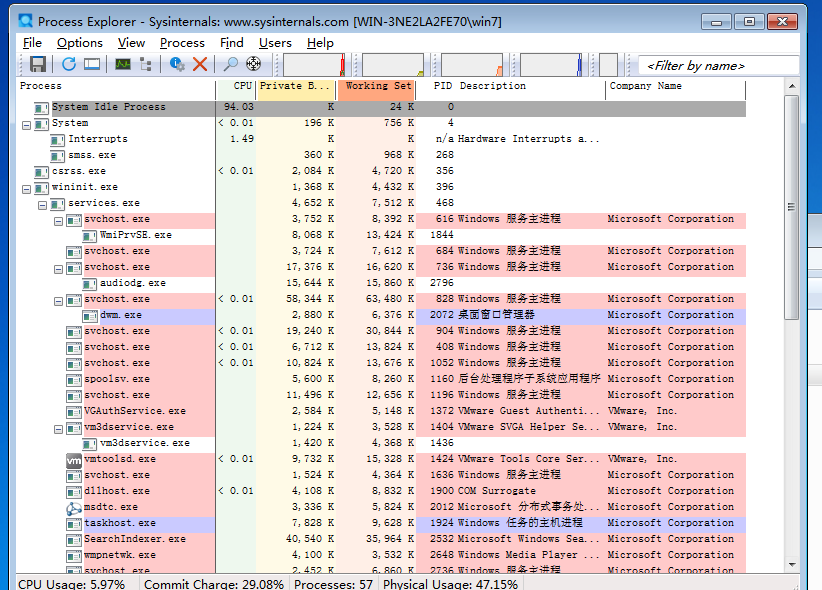 Process Explorer - Sysinternals: www.sysinternals.com [WIN-3NE2LA2FE70\win7]
File Options View Process Find Users Help
<Filter by name>
Process CPU Private B... Working Set PID Description Company Name
System Idle Process 94.03 K 24 K 0
System < 0.01 196 K 756 K 4
Interrupts 1.49 K K n/a Hardware Interrupts a...
smss.exe 360 K 968 K 268
csrss.exe < 0.01 2,084 K 4,720 K 356
wininit.exe 1,368 K 4,432 K 396
services.exe 4,652 K 7,512 K 468
svchost.exe 3,752 K 8,392 K 616 Windows 服务主进程 Microsoft Corporation
WmiPrvSE.exe 8,068 K 13,424 K 1844
svchost.exe 3,724 K 7,612 K 684 Windows 服务主进程 Microsoft Corporation
svchost.exe 17,376 K 16,620 K 736 Windows 服务主进程 Microsoft Corporation
audiodg.exe 15,644 K 15,860 K 2796
svchost.exe < 0.01 58,344 K 63,480 K 828 Windows 服务主进程 Microsoft Corporation
dwm.exe 2,880 K 6,376 K 2072 桌面窗口管理器 Microsoft Corporation
svchost.exe < 0.01 19,240 K 30,844 K 904 Windows 服务主进程 Microsoft Corporation
svchost.exe < 0.01 6,712 K 13,824 K 408 Windows 服务主进程 Microsoft Corporation
svchost.exe < 0.01 10,824 K 13,676 K 1052 Windows 服务主进程 Microsoft Corporation
spoolsv.exe 5,600 K 8,260 K 1160 后台处理程序子系统应用程序 Microsoft Corporation
svchost.exe 11,496 K 12,656 K 1196 Windows 服务主进程 Microsoft Corporation
VGAuthService.exe 2,584 K 5,148 K 1372 VMware Guest Authenti... VMware, Inc.
vm3dservice.exe 1,224 K 3,528 K 1404 VMware SVGA Helper Se... VMware, Inc.
vm3dservice.exe 1,420 K 4,368 K 1436
vm vmtoolsd.exe < 0.01 9,732 K 15,328 K 1424 VMware Tools Core Ser... VMware, Inc.
svchost.exe 1,524 K 4,364 K 1636 Windows 服务主进程 Microsoft Corporation
dllhost.exe < 0.01 4,108 K 8,832 K 1900 COM Surrogate Microsoft Corporation
msdtc.exe 3,336 K 5,824 K 2012 Microsoft 分布式事务处... Microsoft Corporation
taskhost.exe 7,828 K 9,628 K 1924 Windows 任务的主机进程 Microsoft Corporation
SearchIndexer.exe 40,540 K 35,964 K 2532 Microsoft Windows Sea... Microsoft Corporation
wmpnetwk.exe 4,100 K 3,532 K 2648 Windows Media Player ... Microsoft Corporation
svchost.exe 2,452 K 6,860 K 2736 Windows 服务主进程 Microsoft Corporation
CPU Usage: 5.97% Commit Charge: 29.08% Processes: 57 Physical Usage: 47.15%